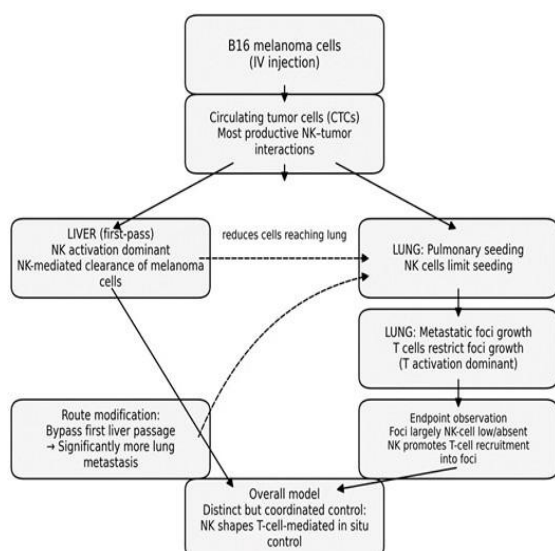 B16 melanoma cells
(IV injection)
Circulating tumor cells (CTCs)
Most productive NK–tumor
interactions
LIVER (first-pass)
NK activation dominant
NK-mediated clearance of melanoma
cells
reduces cells reaching lung
LUNG: Pulmonary seeding
NK cells limit seeding
LUNG: Metastatic foci growth
T cells restrict foci growth
(T activation dominant)
Route modification:
Bypass first liver passage
→ Significantly more lung
metastasis
Endpoint observation
Foci largely NK-cell low/absent
NK promotes T-cell recruitment
into foci
Overall model
Distinct but coordinated control:
NK shapes T-cell-mediated in situ
control